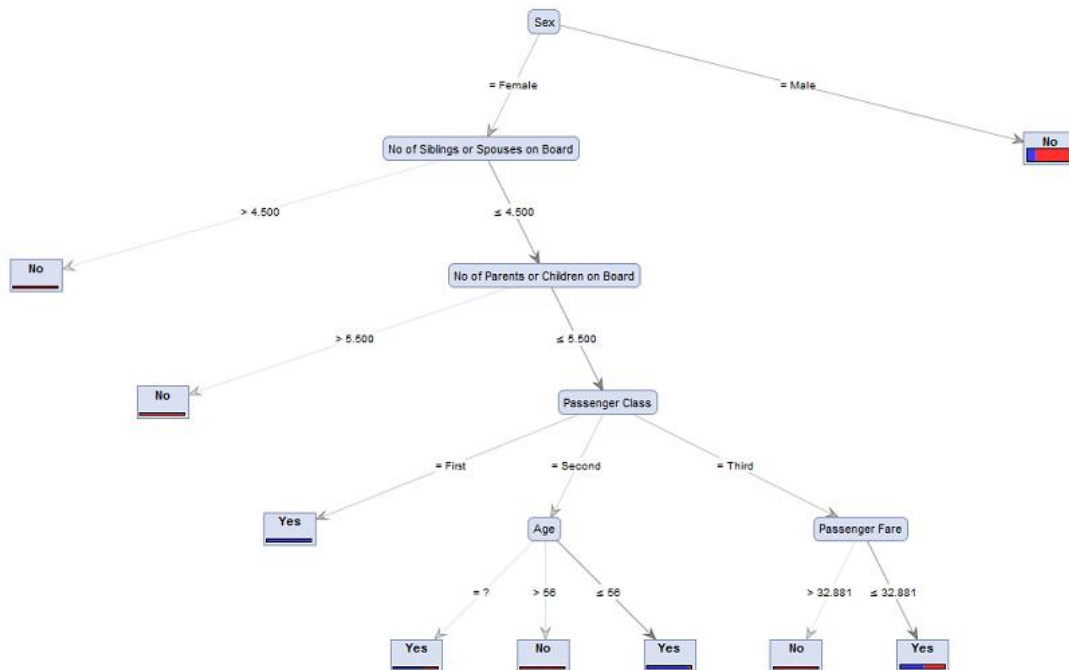 Sex
= Female
= Male
No
No of Siblings or Spouses on Board
> 4.500
≤ 4.500
No
No of Parents or Children on Board
> 5.500
≤ 5.500
No
Passenger Class
= First
= Second
= Third
Yes
Age
Passenger Fare
= ?
> 56
≤ 56
> 32.881
≤ 32.881
Yes
No
Yes
No
Yes